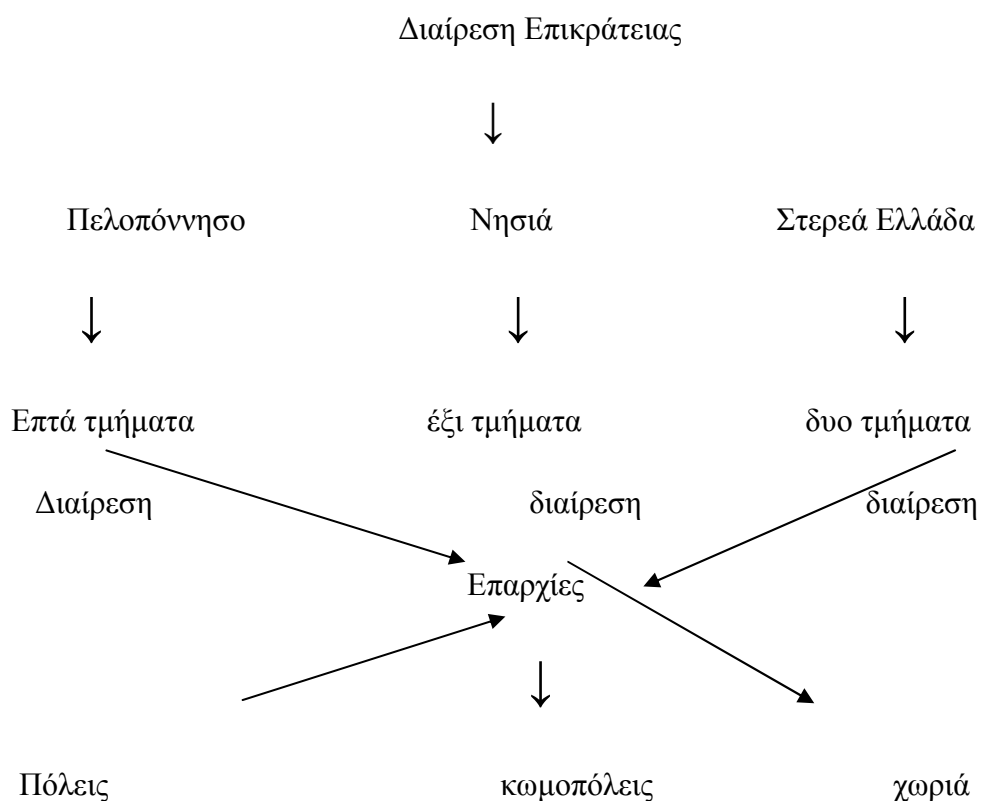 Διαίρεση Επικράτειας
↓
Πελοπόννησο Νησιά Στερεά Ελλάδα
↓ ↓ ↓
Επτά τμήματα έξι τμήματα δυο τμήματα
Διαίρεση διαίρεση διαίρεση
Επαρχίες
↓
Πόλεις κωμοπόλεις χωριά